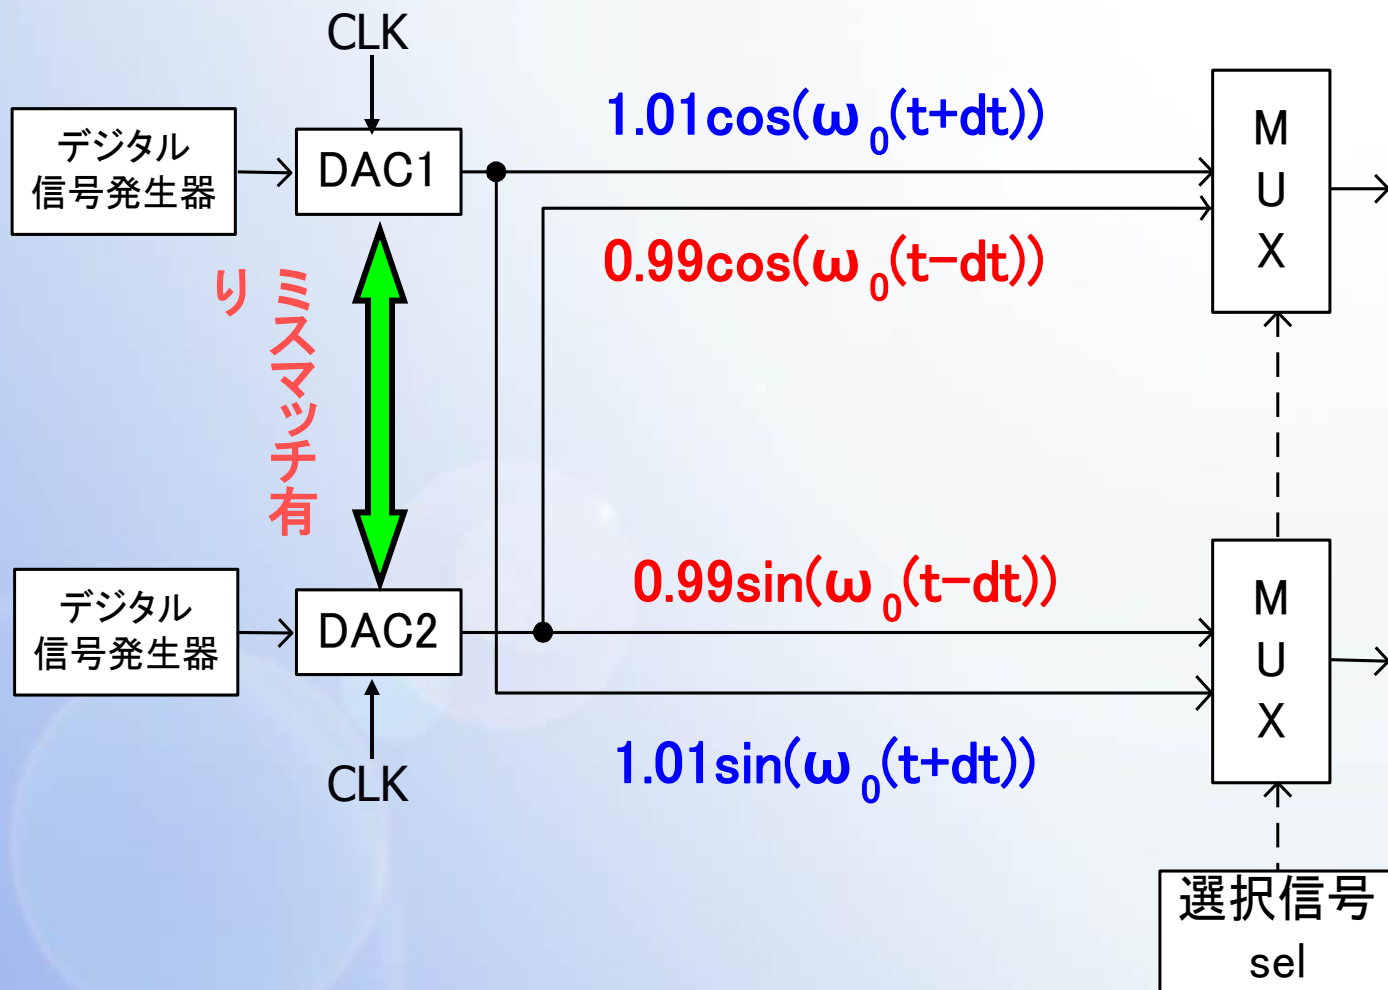 CLK
デジタル
信号発生器
DAC1
1.01cos(ω0(t+dt))
0.99cos(ω0(t−dt))
M
U
X
ミスマッチ有
り
デジタル
信号発生器
DAC2
0.99sin(ω0(t−dt))
1.01sin(ω0(t+dt))
M
U
X
CLK
選択信号
sel